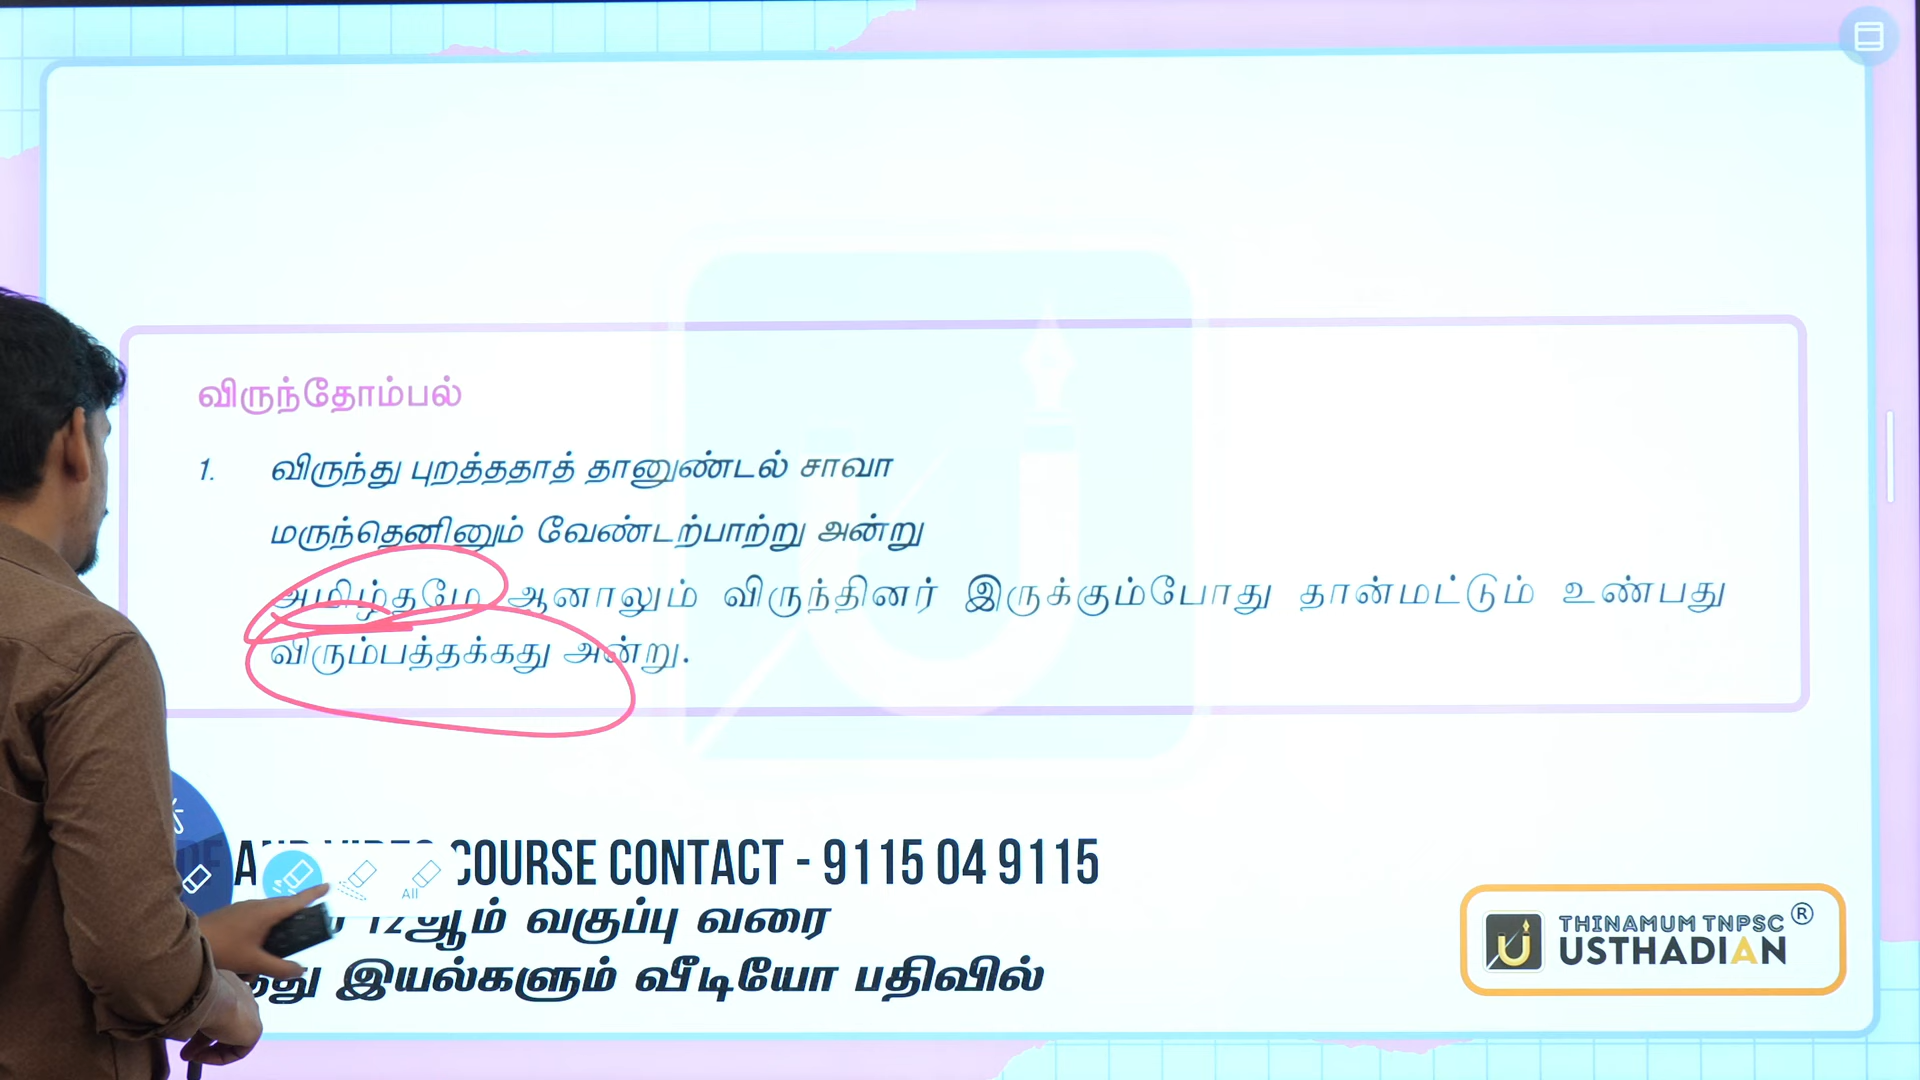 விருந்தோம்பல்
1. விருந்து புறத்ததாத் தானுண்டல் சாவா
மருந்தெனினும் வேண்டற்பாற்று அன்று
அமிழ்தமே ஆனாலும் விருந்தினர் இருக்கும்போது தான்மட்டும் உண்பது
விரும்பத்தக்கது அன்று.
COURSE CONTACT - 9115 04 9115
All
12ஆம் வகுப்பு வரை
இயல்களும் வீடியோ பதிவில்
THINAMUM TNPSC ®
USTHADIAN